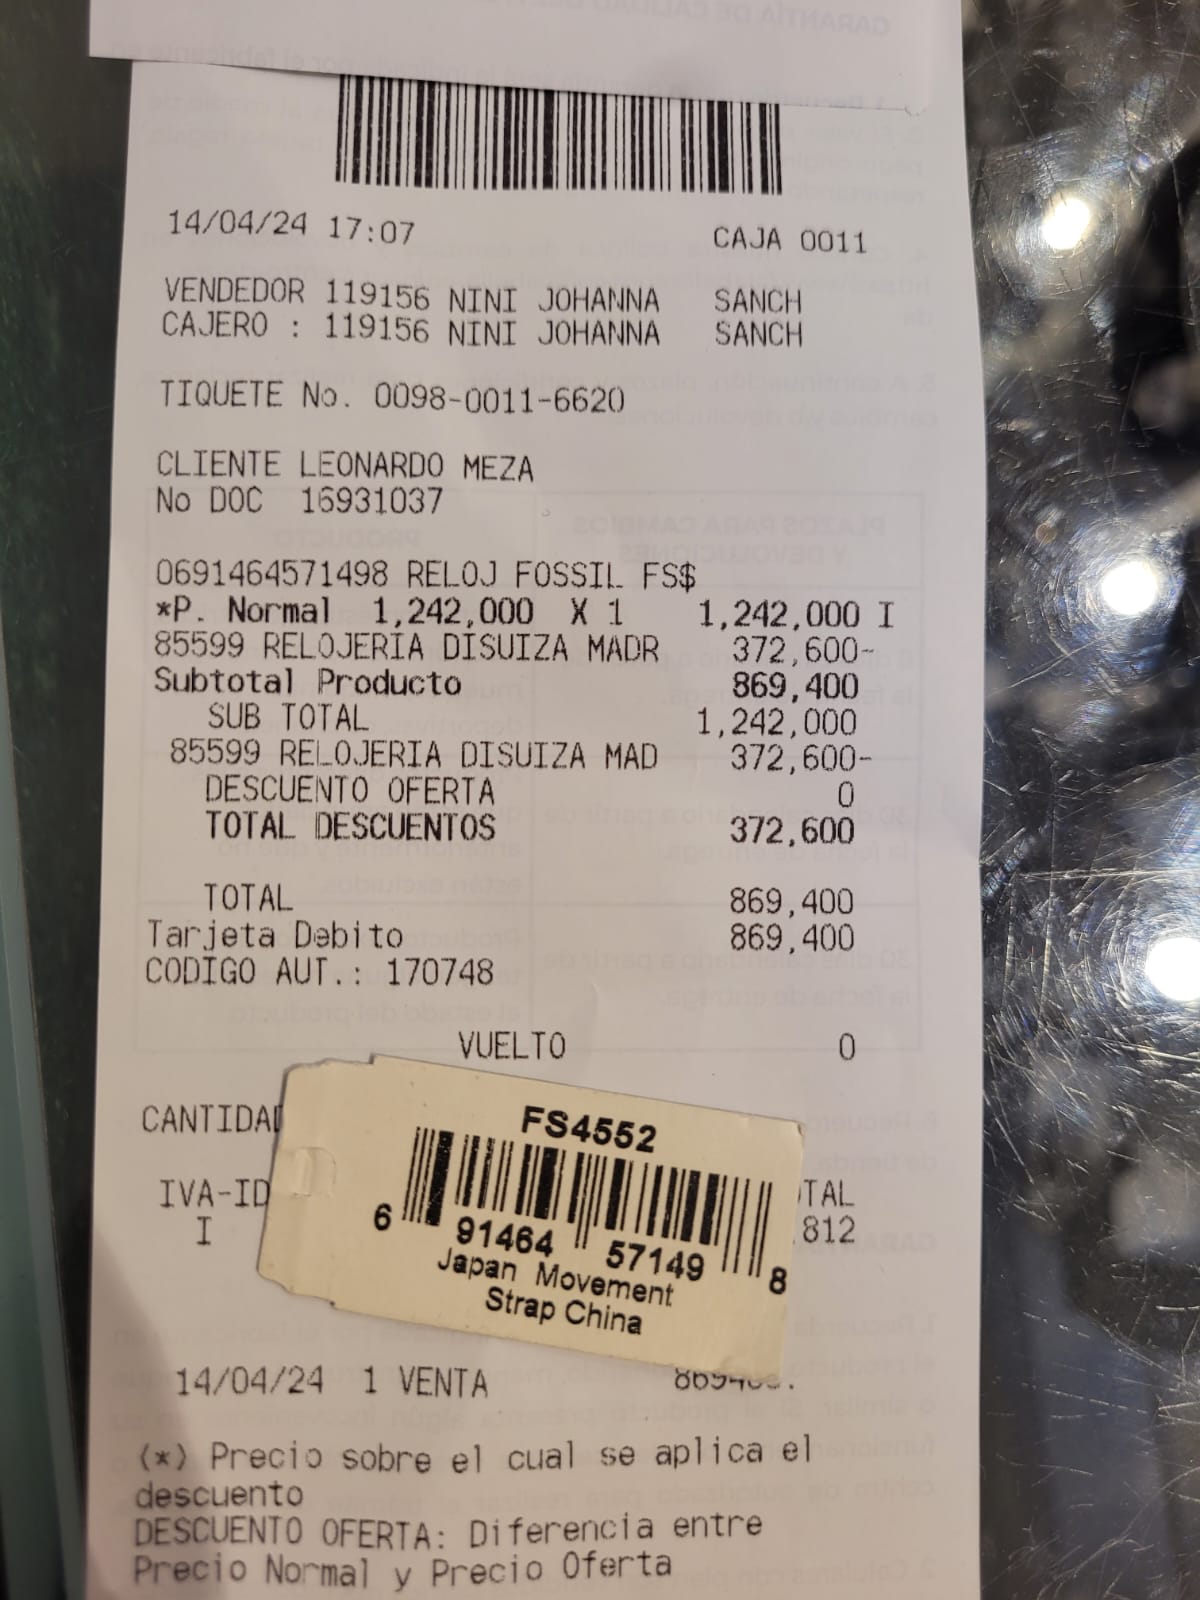 14/04/24 17:07 CAJA 0011
VENDEDOR 119156 NINI JOHANNA SANCH
CAJERO : 119156 NINI JOHANNA SANCH
TIQUETE No. 0098-0011-6620
CLIENTE LEONARDO MEZA
No DOC 16931037
0691464571498 RELOJ FOSSIL FS$
*P. Normal 1,242,000 X 1 1,242,000 I
85599 RELOJERIA DISUIZA MADR 372,600-
Subtotal Producto 869,400
SUB TOTAL 1,242,000
85599 RELOJERIA DISUIZA MAD 372,600-
DESCUENTO OFERTA 0
TOTAL DESCUENTOS 372,600
TOTAL 869,400
Tarjeta Debito 869,400
CODIGO AUT.: 170748
VUELTO 0
CANTIDAD
IVA-ID TAL
I 812
FS4552
6 91464 57149 8
Japan Movement
Strap China
14/04/24 1 VENTA
(*) Precio sobre el cual se aplica el
descuento
DESCUENTO OFERTA: Diferencia entre
Precio Normal y Precio Oferta